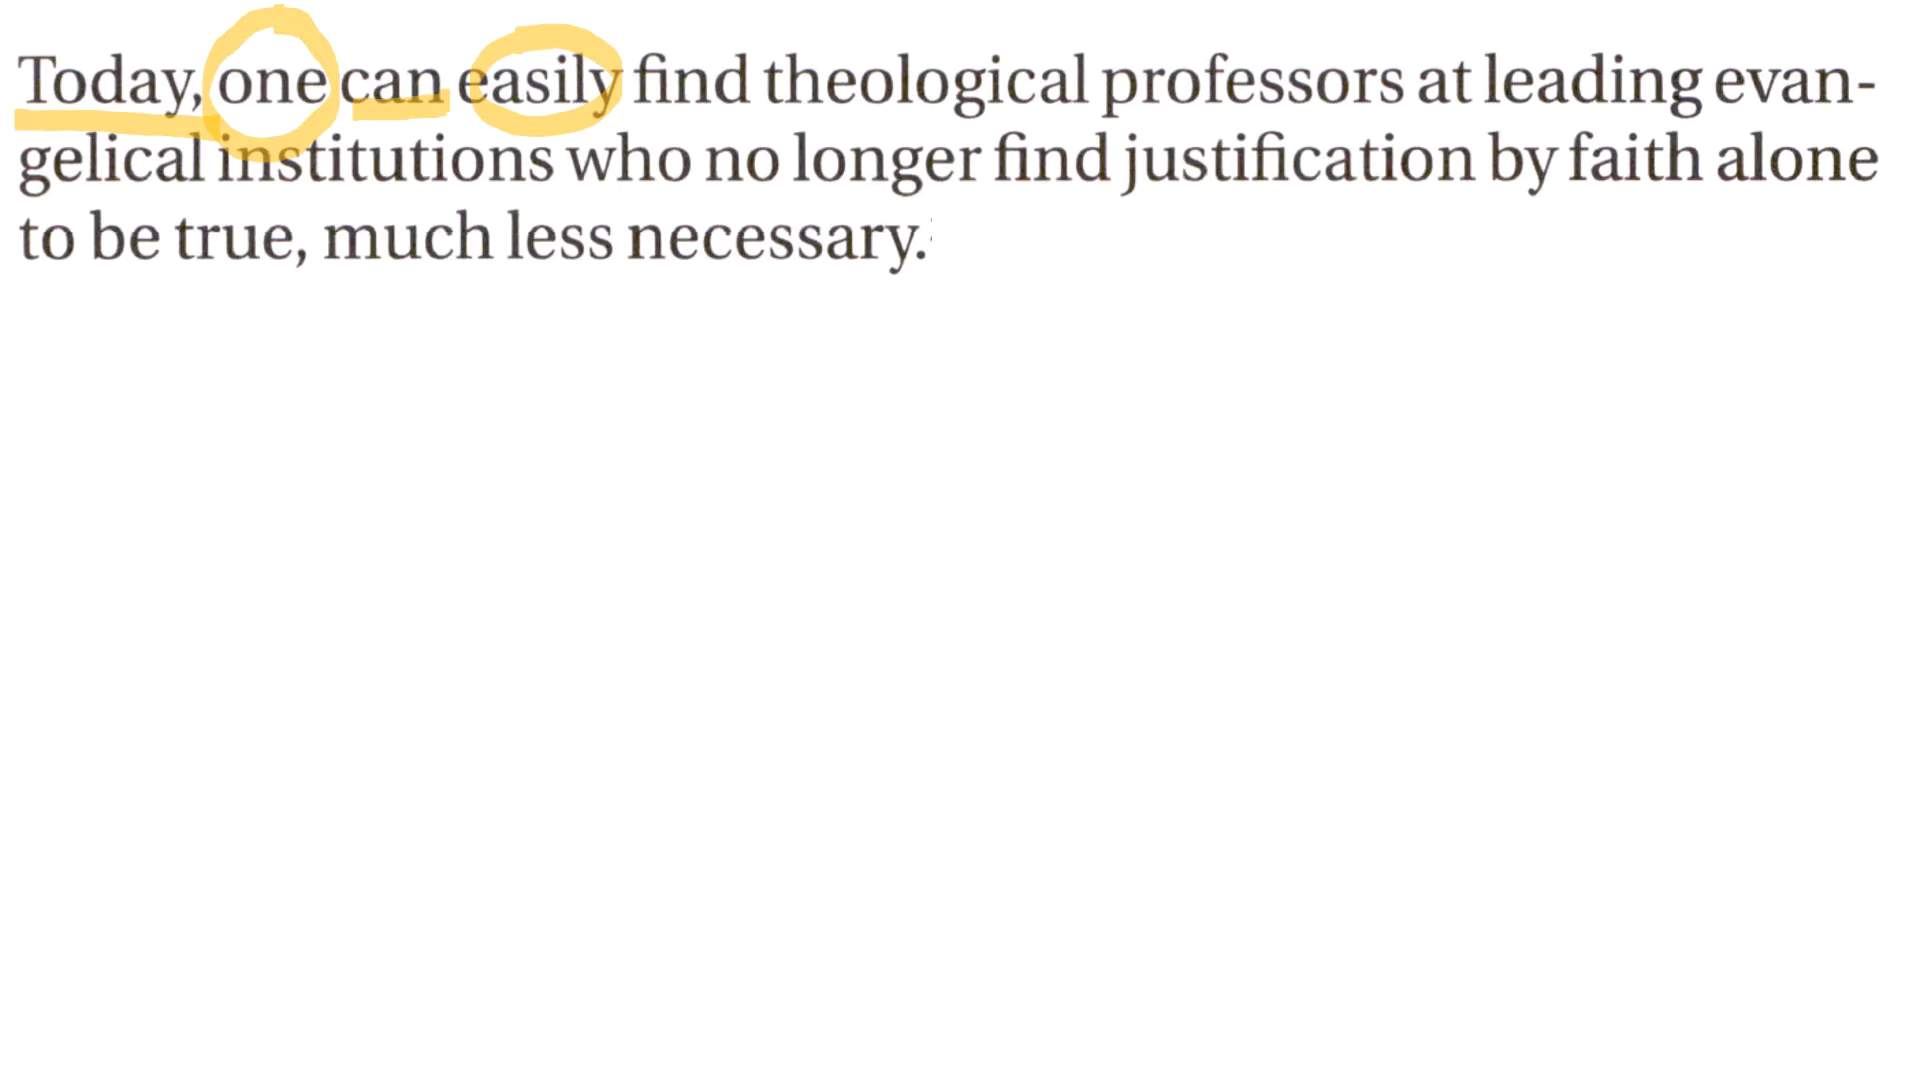 Today, one can easily find theological professors at leading evan-
gelical institutions who no longer find justification by faith alone
to be true, much less necessary.